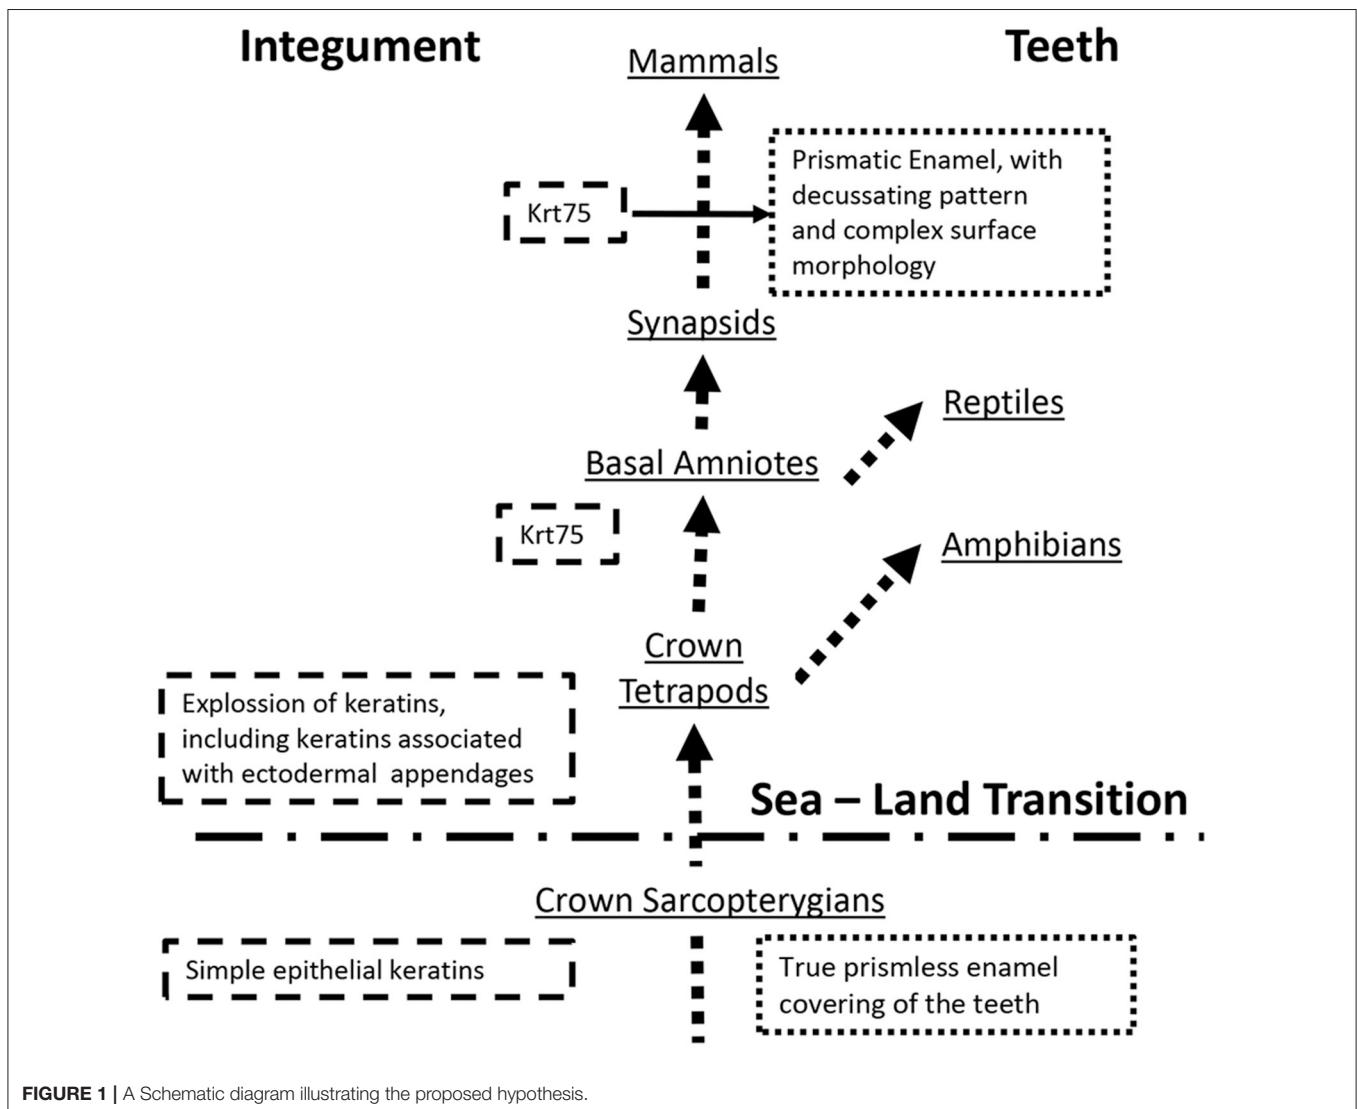 Integument
Teeth
Mammals
Prismatic Enamel, with
decussating pattern
and complex surface
morphology
Krt75
Synapsids
Reptiles
Basal Amniotes
Krt75
Amphibians
Crown
Tetrapods
Explossion of keratins,
including keratins associated
with ectodermal appendages
Sea – Land Transition
Crown Sarcopterygians
Simple epithelial keratins
True prismless enamel
covering of the teeth
FIGURE 1 | A Schematic diagram illustrating the proposed hypothesis.